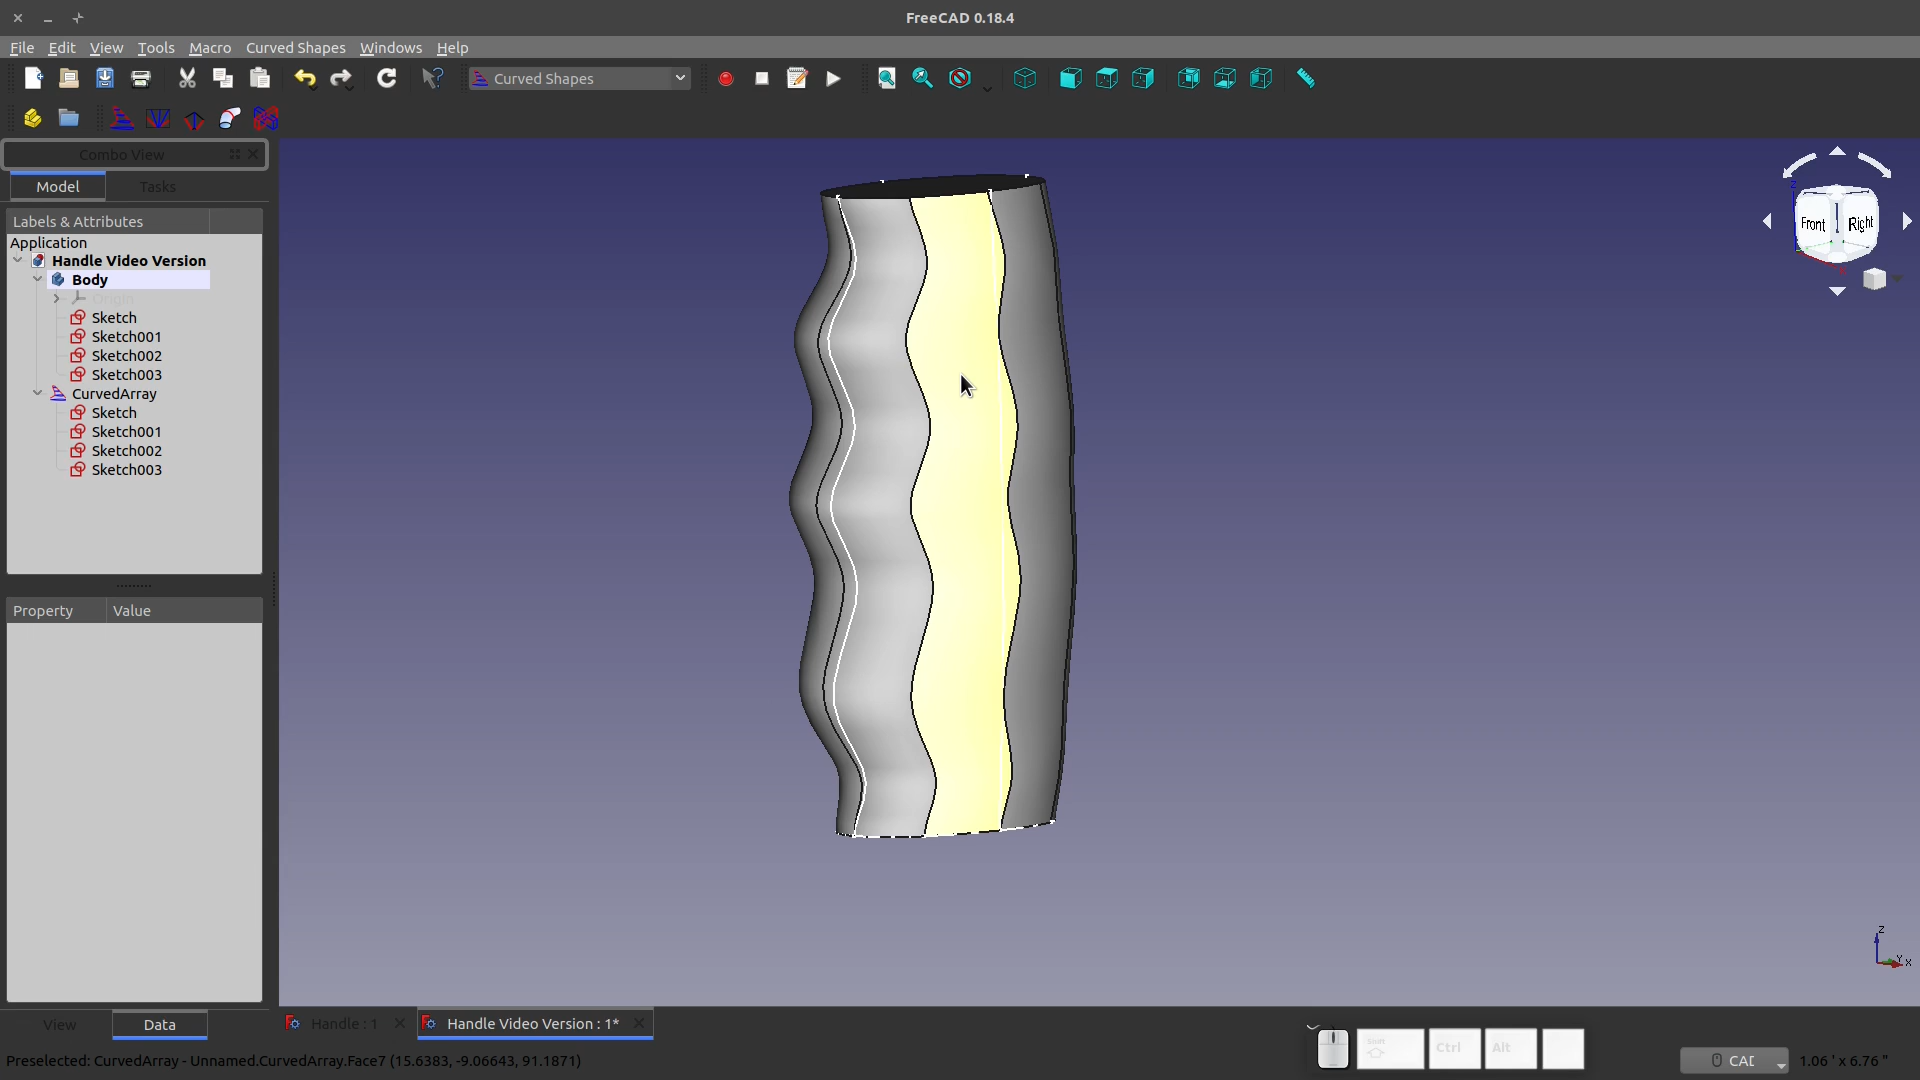 FreeCAD 0.18.4
File Edit View Tools Macro Curved Shapes Windows Help
Curved Shapes
Combo View
Model Tasks
Labels & Attributes
Application
Handle Video Version
Body
Origin
Sketch
Sketch001
Sketch002
Sketch003
CurvedArray
Sketch
Sketch001
Sketch002
Sketch003
Property Value
View Data
Front Right
Z
Z
Y
X
Handle : 1
Handle Video Version : 1*
Shift
Ctrl
Alt
Preselected: CurvedArray - Unnamed.CurvedArray.Face7 (15.6383, -9.06643, 91.1871)
CAD
1.06 ' x 6.76 "